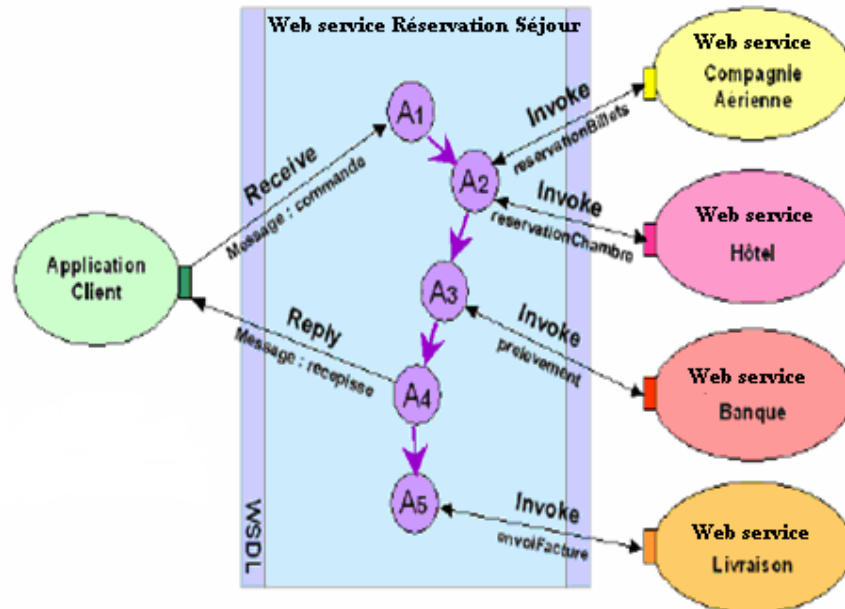 Web service Réservation Séjour
Web service
Compagnie
Aérienne
A1
Invoke
reservationBillets
Receive
Message : commande
A2
Invoke
reservationChambre
Web service
Hôtel
Application
Client
A3
Reply
Message : recepisse
Invoke
prelevement
Web service
Banque
A4
WSDL
A5
Invoke
envoiFacture
Web service
Livraison